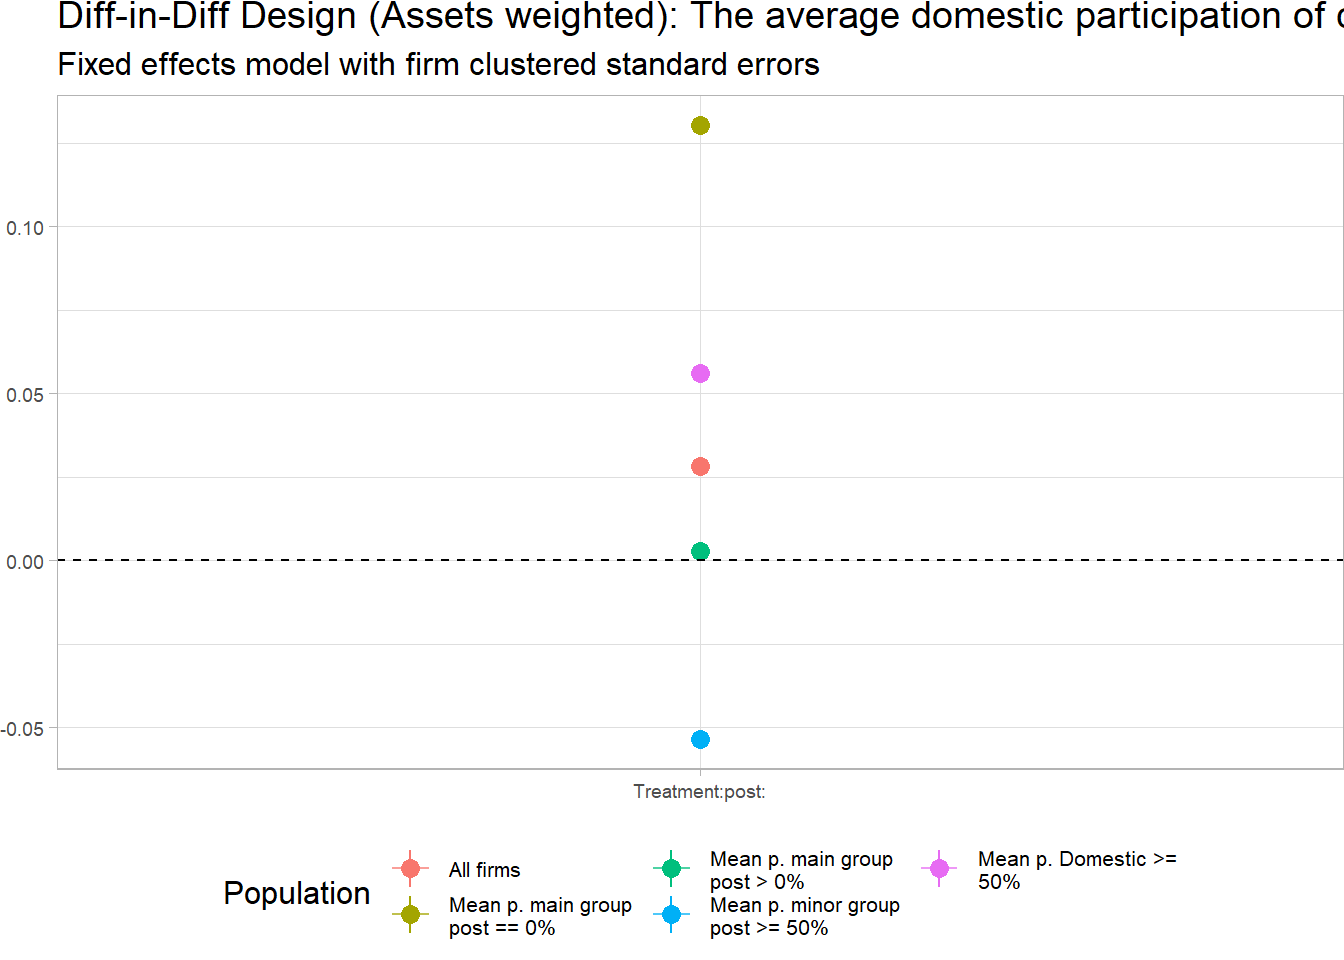 Diff-in-Diff Design (Assets weighted): The average domestic participation of
Fixed effects model with firm clustered standard errors
0.10
0.05
0.00
-0.05
Treatment:post:
Population
All firms
Mean p. main group
post == 0%
Mean p. main group
post > 0%
Mean p. minor group
post >= 50%
Mean p. Domestic >=
50%